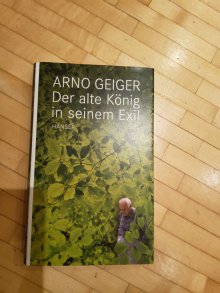 ARNO GEIGER
Der alte König
in seinem Exil
HANSER